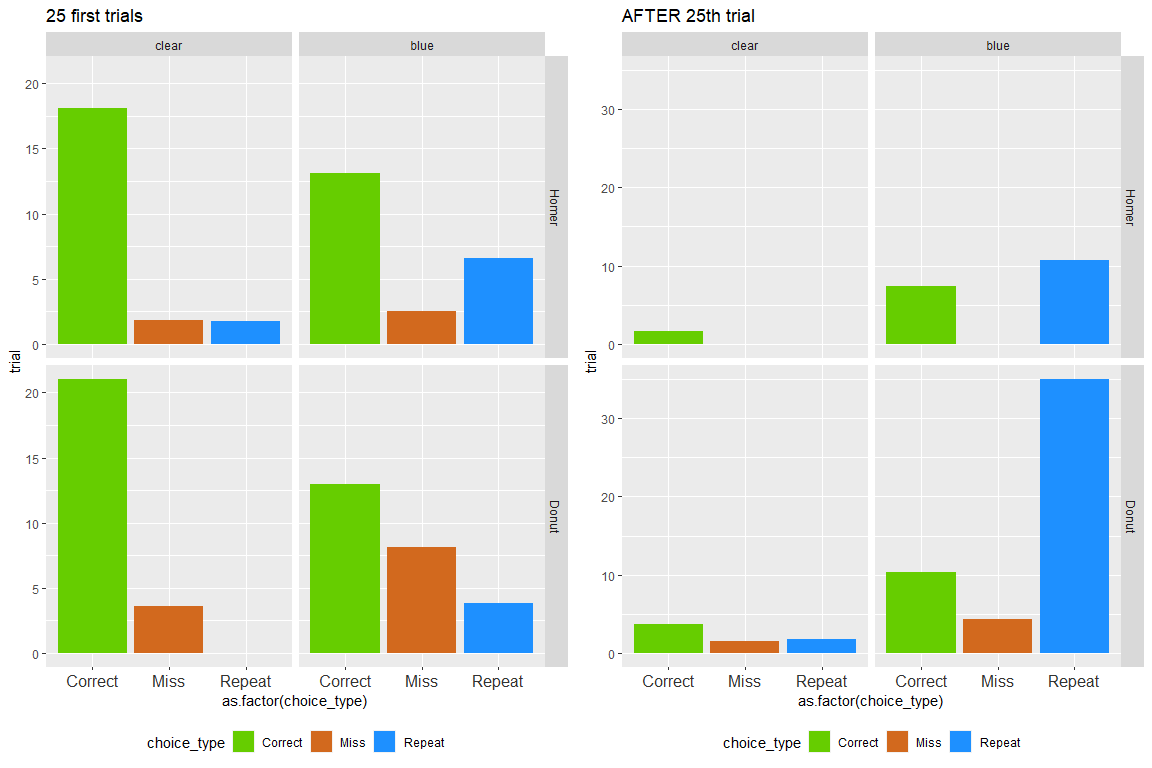 25 first trials
clear blue
20
15
10
5
0
Homer
trial
20
15
10
5
0
Donut
Correct Miss Repeat Correct Miss Repeat
as.factor(choice_type)
choice_type Correct Miss Repeat
AFTER 25th trial
clear blue
30
20
10
0
Homer
trial
30
20
10
0
Donut
Correct Miss Repeat Correct Miss Repeat
as.factor(choice_type)
choice_type Correct Miss Repeat